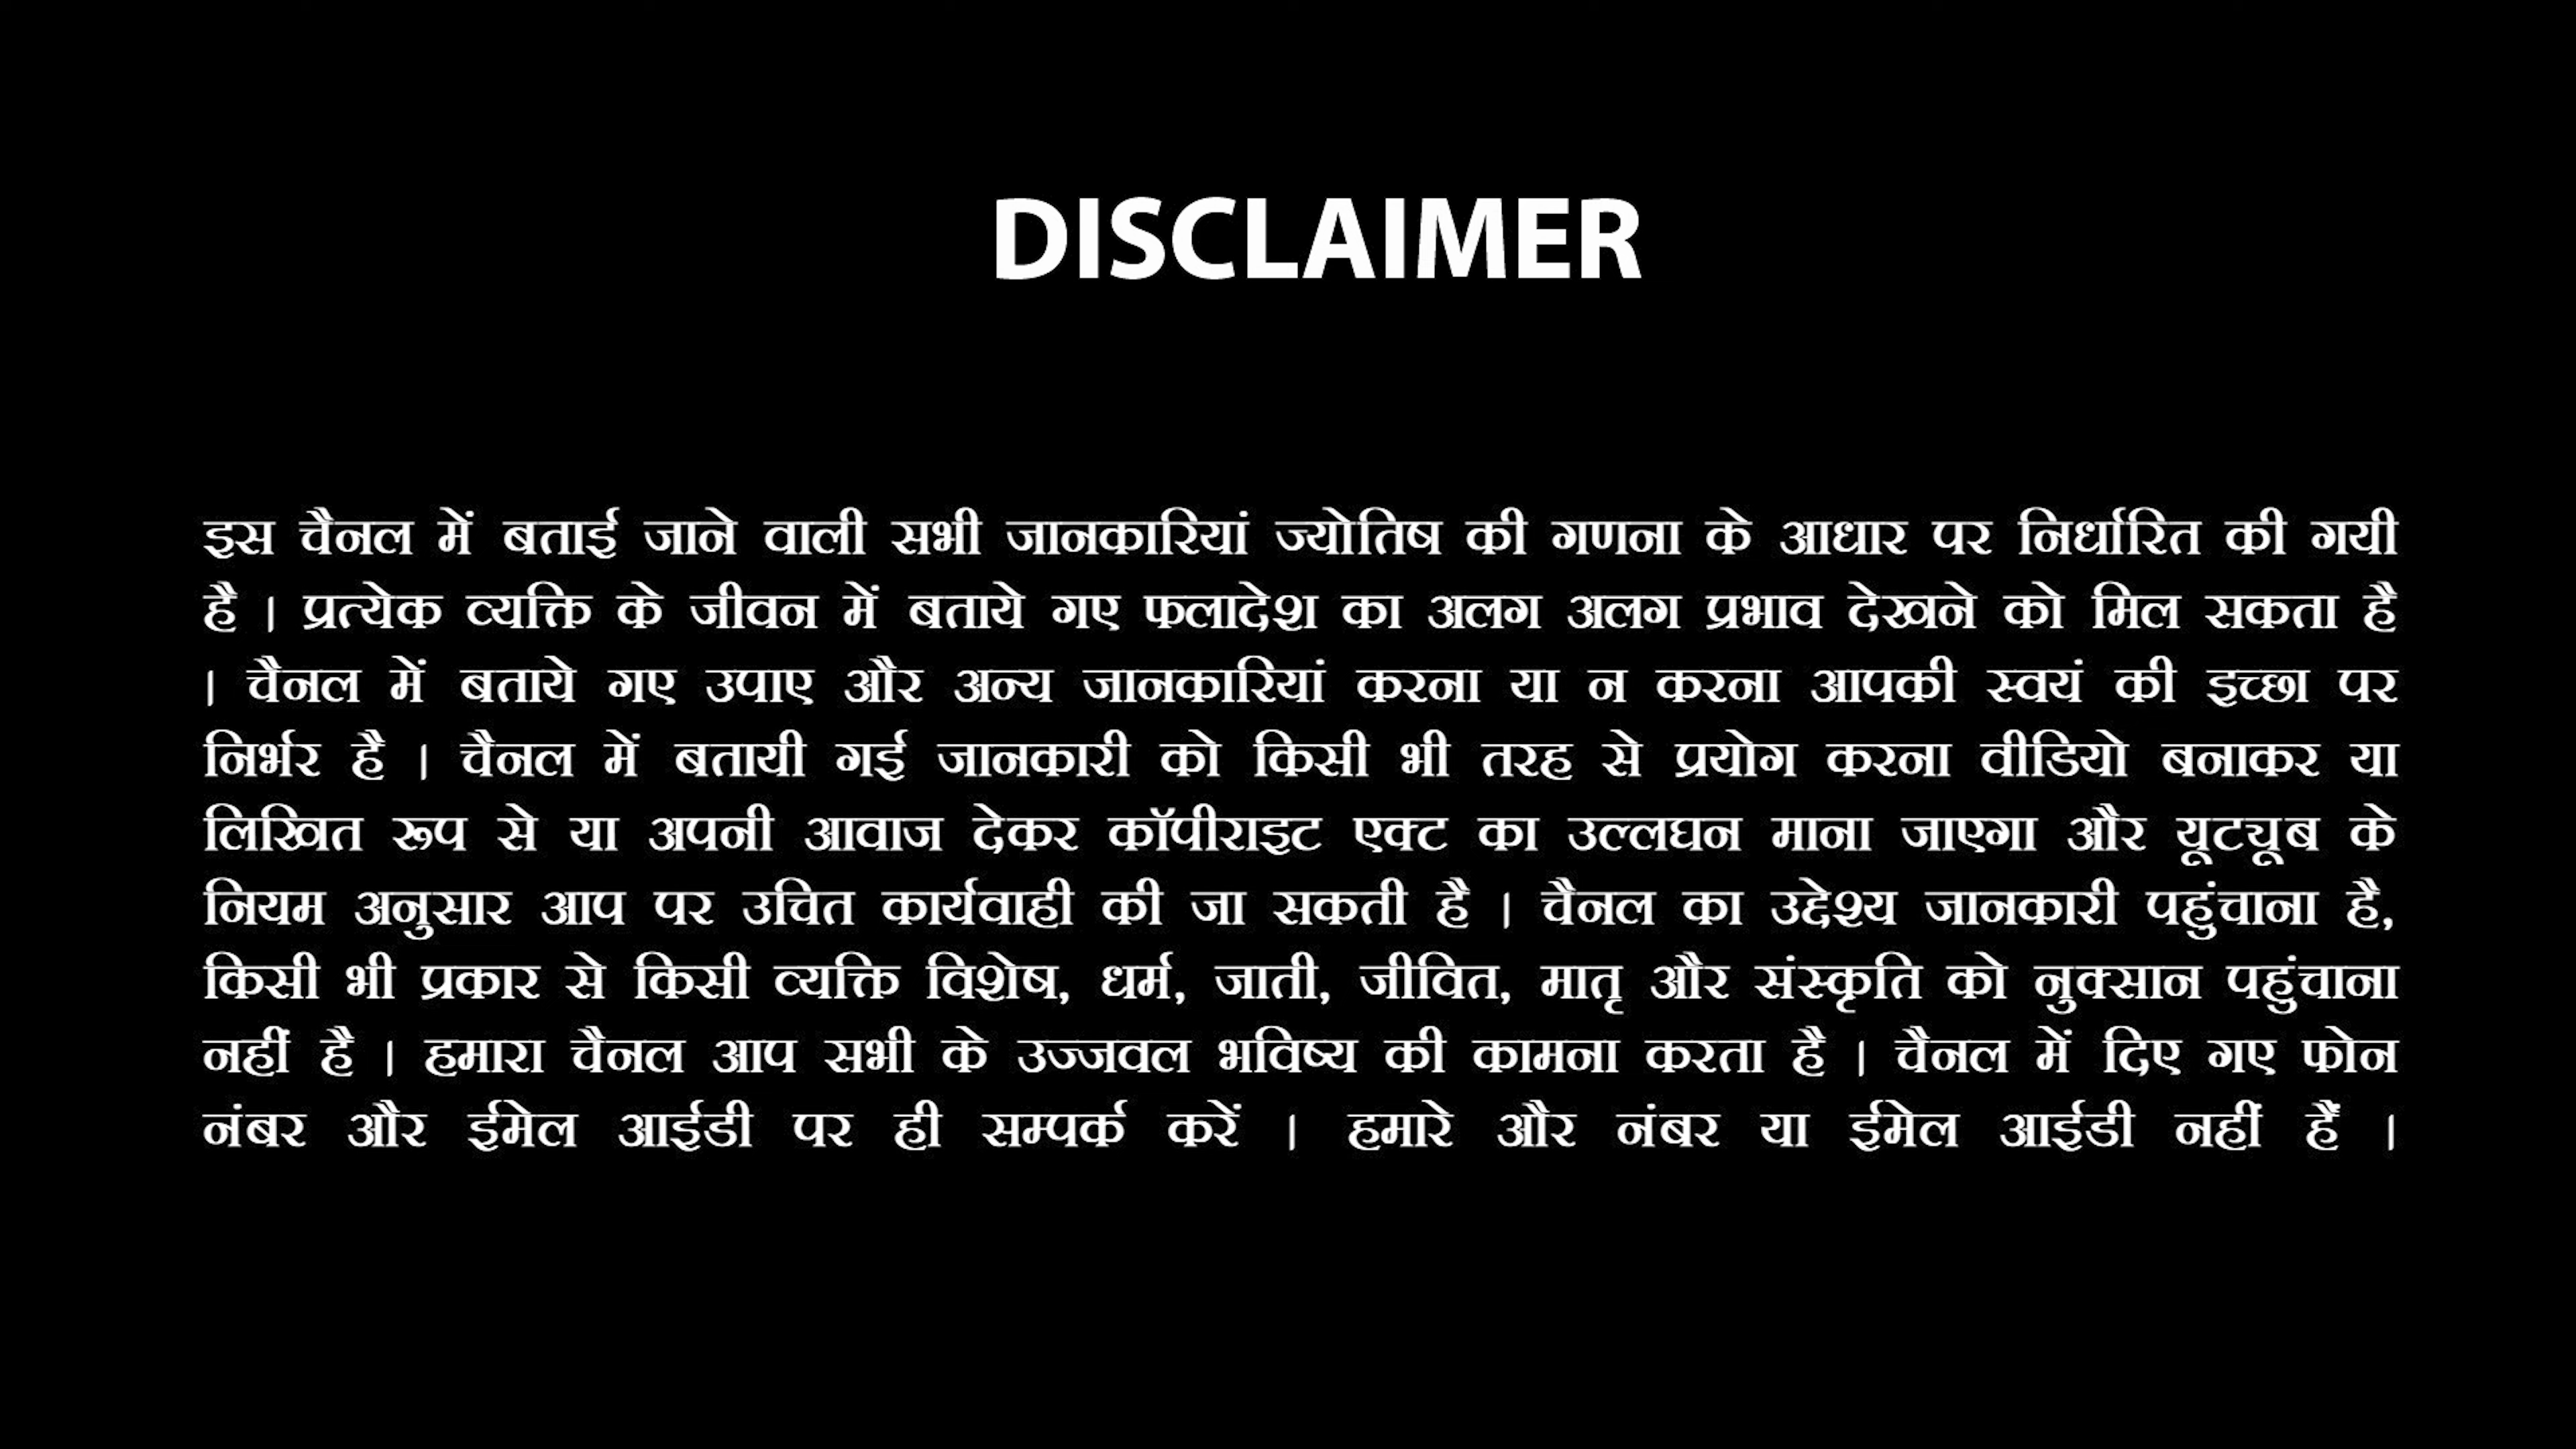 DISCLAIMER
इस चैनल में बताई जाने वाली सभी जानकारियां ज्योतिष की गणना के आधार पर निर्धारित की गयी
है । प्रत्येक व्यक्ति के जीवन में बताये गए फलादेश का अलग अलग प्रभाव देखने को मिल सकता है
। चैनल में बताये गए उपाए और अन्य जानकारियां करना या न करना आपकी स्वयं की इच्छा पर
निर्भर है । चैनल में बतायी गई जानकारी को किसी भी तरह से प्रयोग करना वीडियो बनाकर या
लिखित रूप से या अपनी आवाज देकर कॉपीराइट एक्ट का उल्लघन माना जाएगा और यूट्यूब के
नियम अनुसार आप पर उचित कार्यवाही की जा सकती है । चैनल का उद्देश्य जानकारी पहुंचाना है,
किसी भी प्रकार से किसी व्यक्ति विशेष, धर्म, जाती, जीवित, मातृ और संस्कृति को नुक्सान पहुंचाना
नहीं है । हमारा चैनल आप सभी के उज्जवल भविष्य की कामना करता है । चैनल में दिए गए फोन
नंबर और ईमेल आईडी पर ही सम्पर्क करें । हमारे और नंबर या ईमेल आईडी नहीं हैं ।